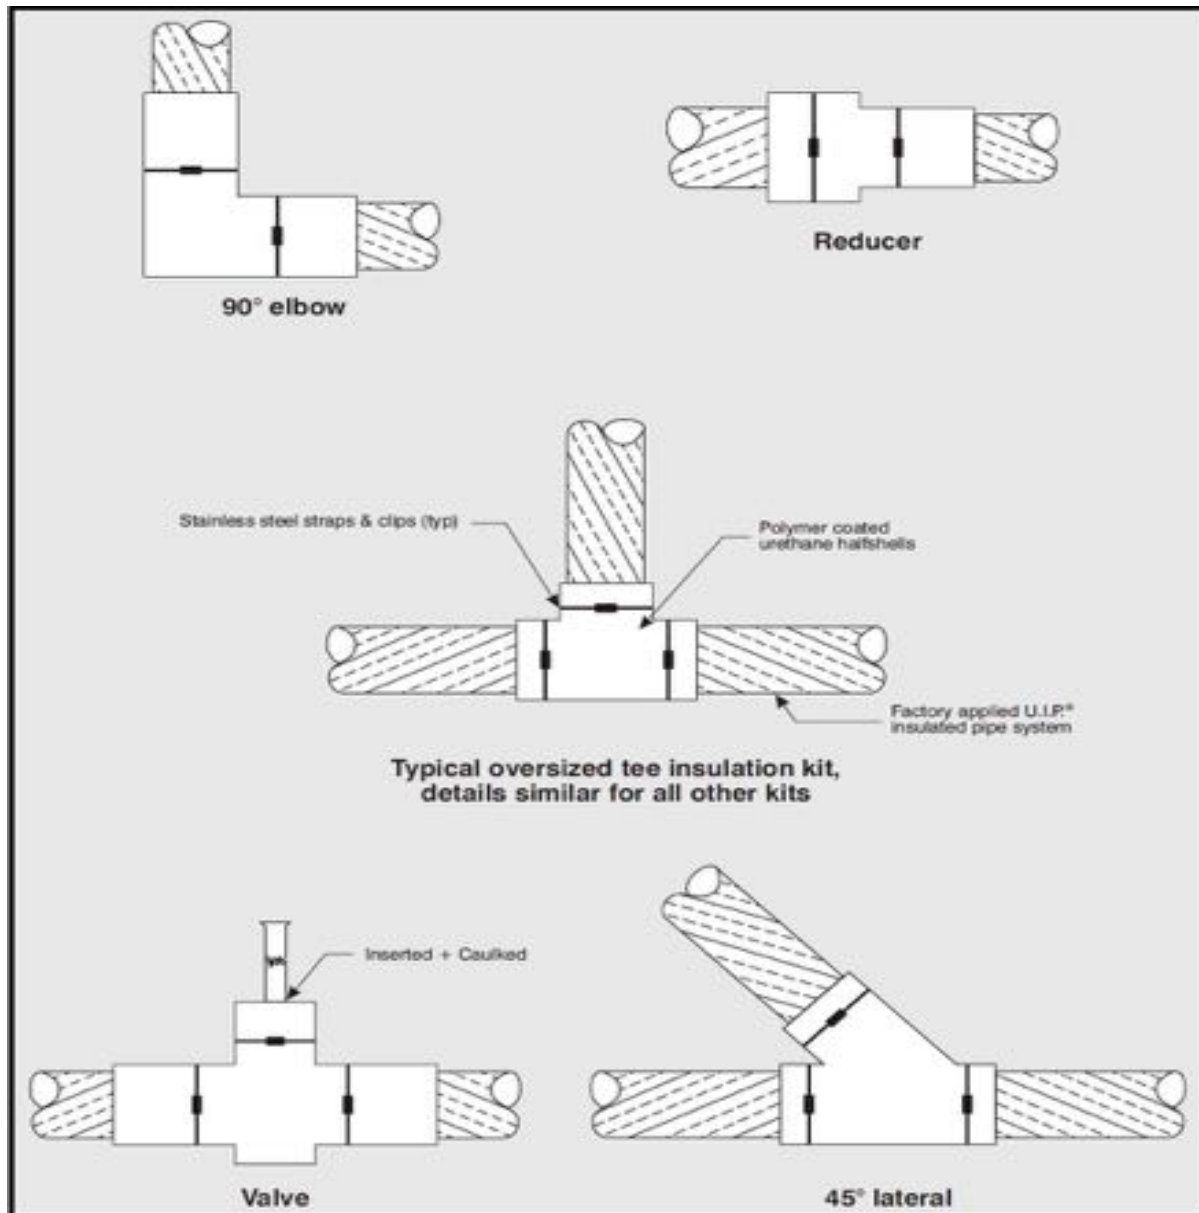 90° elbow
Reducer
Stainless steel straps & clips (typ)
Polymer coated
urethane halfshells
Factory applied U.I.P.®
insulated pipe system
Typical oversized tee insulation kit,
details similar for all other kits
Inserted + Caulked
Valve
45° lateral